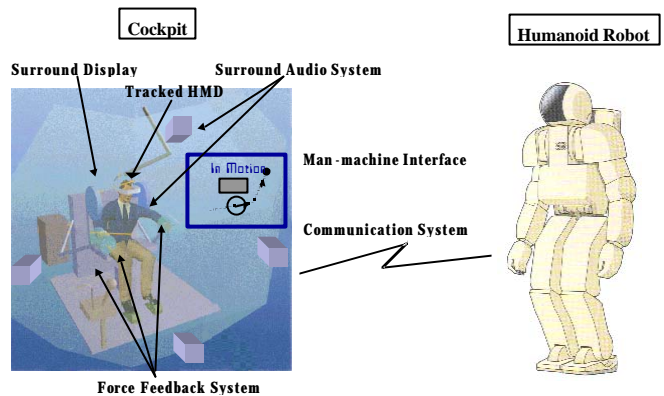 Cockpit
Humanoid Robot
Surround Display
Surround Audio System
Tracked HMD
In Motion
Man-machine Interface
Communication System
Force Feedback System